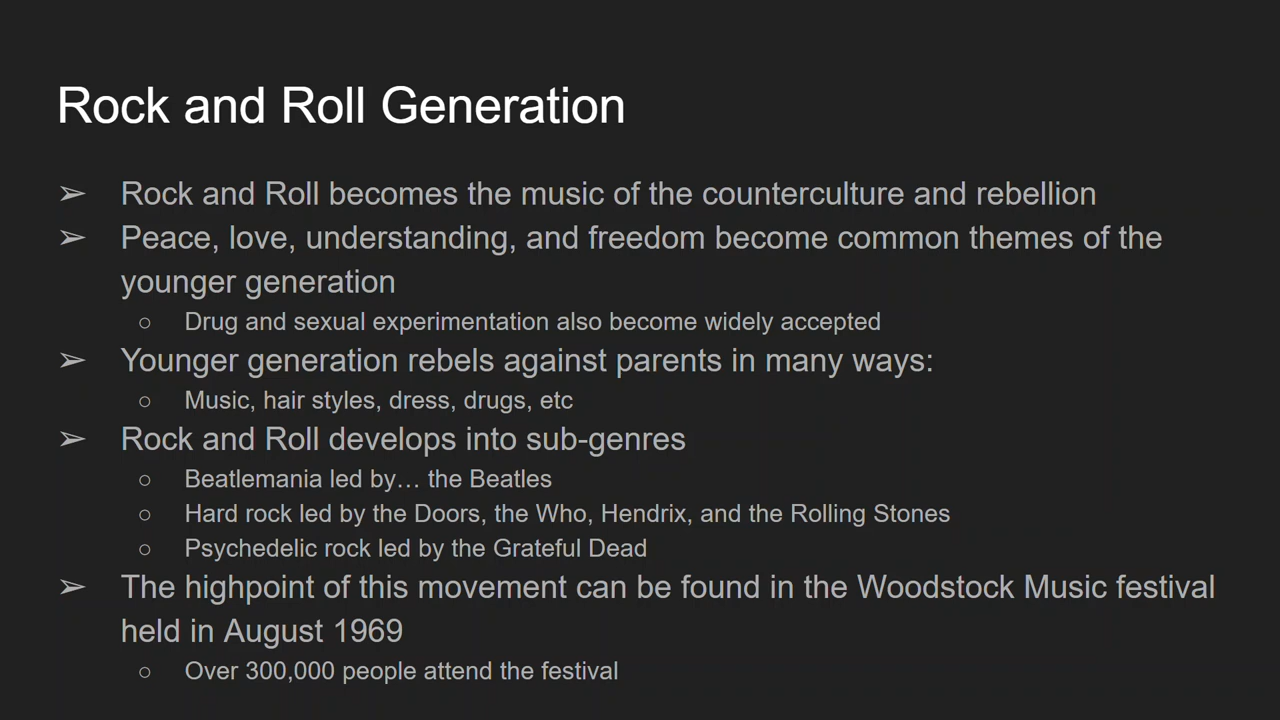 Rock and Roll Generation
➢ Rock and Roll becomes the music of the counterculture and rebellion
➢ Peace, love, understanding, and freedom become common themes of the
younger generation
○ Drug and sexual experimentation also become widely accepted
➢ Younger generation rebels against parents in many ways:
○ Music, hair styles, dress, drugs, etc
➢ Rock and Roll develops into sub-genres
○ Beatlemania led by… the Beatles
○ Hard rock led by the Doors, the Who, Hendrix, and the Rolling Stones
○ Psychedelic rock led by the Grateful Dead
➢ The highpoint of this movement can be found in the Woodstock Music festival
held in August 1969
○ Over 300,000 people attend the festival